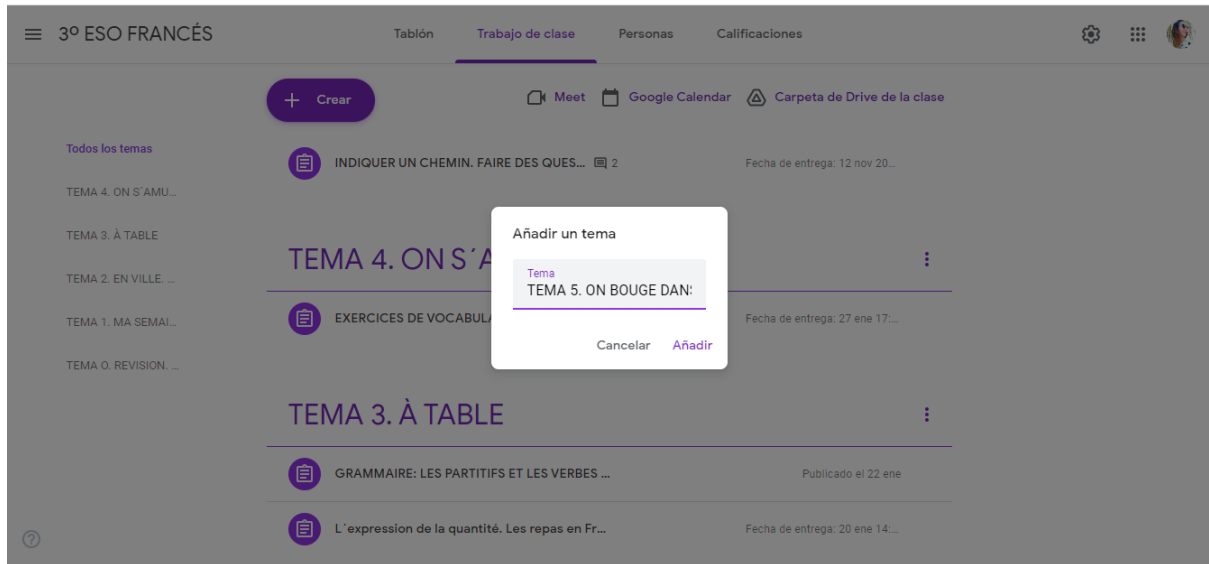 3º ESO FRANCÉS
Tablón
Trabajo de clase
Personas
Calificaciones
+ Crear
Meet
Google Calendar
Carpeta de Drive de la clase
Todos los temas
TEMA 4. ON S´AMU...
TEMA 3. À TABLE
TEMA 2. EN VILLE. ...
TEMA 1. MA SEMAI...
TEMA 0. REVISION. ...
INDIQUER UN CHEMIN. FAIRE DES QUES... 2
Fecha de entrega: 12 nov 20...
TEMA 4. ON S´A
EXERCICES DE VOCABUL
Fecha de entrega: 27 ene 17:...
Añadir un tema
Tema
TEMA 5. ON BOUGE DANS
Cancelar
Añadir
TEMA 3. À TABLE
GRAMMAIRE: LES PARTITIFS ET LES VERBES ...
Publicado el 22 ene
L´expression de la quantité. Les repas en Fr...
Fecha de entrega: 20 ene 14:...